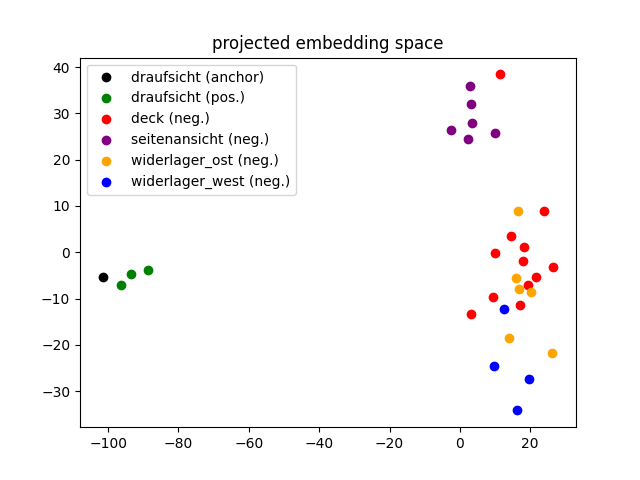 projected embedding space
draufsicht (anchor)
draufsicht (pos.)
deck (neg.)
seitenansicht (neg.)
widerlager_ost (neg.)
widerlager_west (neg.)
40
30
20
10
0
−10
−20
−30
−100 −80 −60 −40 −20 0 20